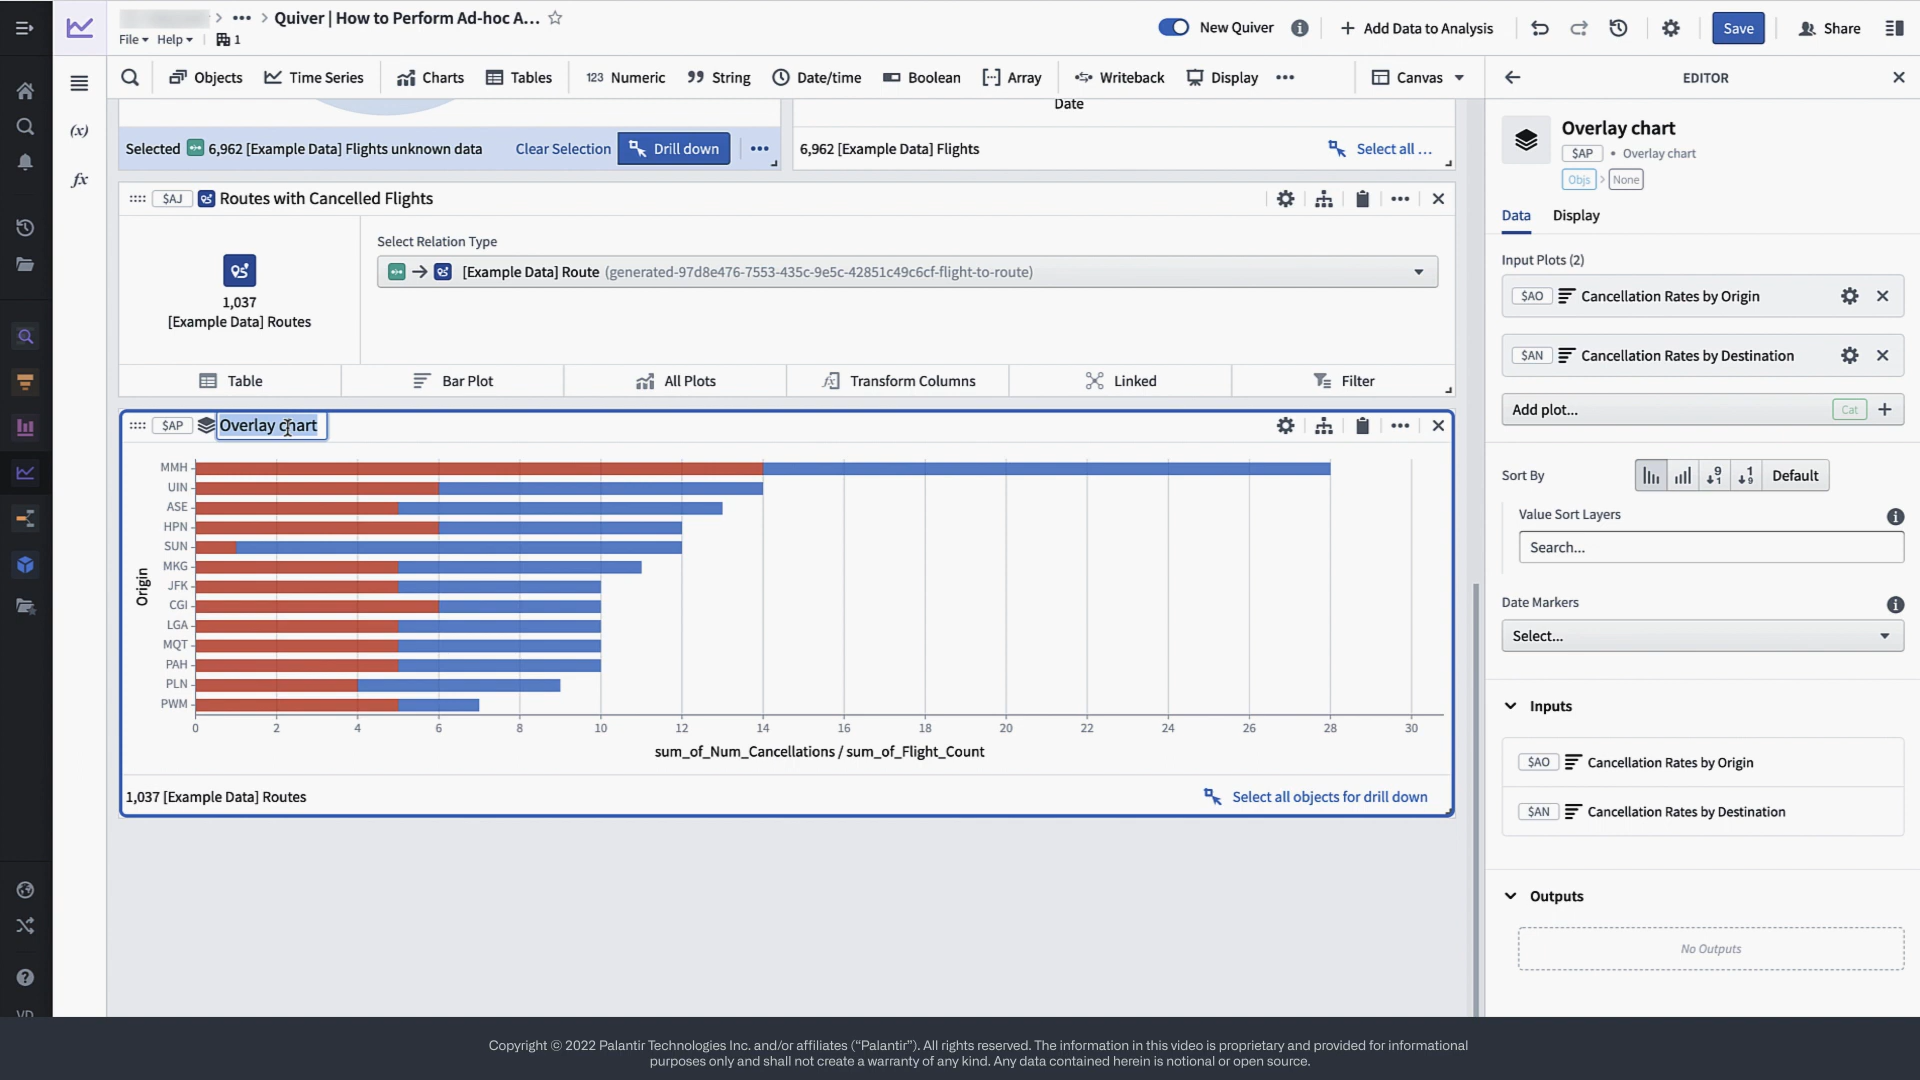 ••• > Quiver | How to Perform Ad-hoc A...
File Help 1
New Quiver
Add Data to Analysis
Save
Share
Objects
Time Series
Charts
Tables
123 Numeric
String
Date/time
Boolean
Array
Writeback
Display
Canvas
(x)
fx
Date
Selected 6,962 [Example Data] Flights unknown data
Clear Selection
Drill down
6,962 [Example Data] Flights
Select all ...
$AJ Routes with Cancelled Flights
1,037
[Example Data] Routes
Select Relation Type
[Example Data] Route (generated-97d8e476-7553-435c-9e5c-42851c49c6cf-flight-to-route)
Table
Bar Plot
All Plots
Transform Columns
Linked
Filter
$AP Overlay chart
Origin
MMH
UIN
ASE
HPN
SUN
MKG
JFK
CGI
LGA
MQT
PAH
PLN
PWM
0 2 4 6 8 10 12 14 16 18 20 22 24 26 28 30
sum_of_Num_Cancellations / sum_of_Flight_Count
1,037 [Example Data] Routes
Select all objects for drill down
EDITOR
Overlay chart
$AP • Overlay chart
Objs > None
Data Display
Input Plots (2)
$AO Cancellation Rates by Origin
$AN Cancellation Rates by Destination
Add plot... Cat +
Sort By Default
Value Sort Layers
Search...
Date Markers
Select...
Inputs
$AO Cancellation Rates by Origin
$AN Cancellation Rates by Destination
Outputs
No Outputs
Copyright © 2022 Palantir Technologies Inc. and/or affiliates (“Palantir”). All rights reserved. The information in this video is proprietary and provided for informational
purposes only and shall not create a warranty of any kind. Any data contained herein is notional or open source.